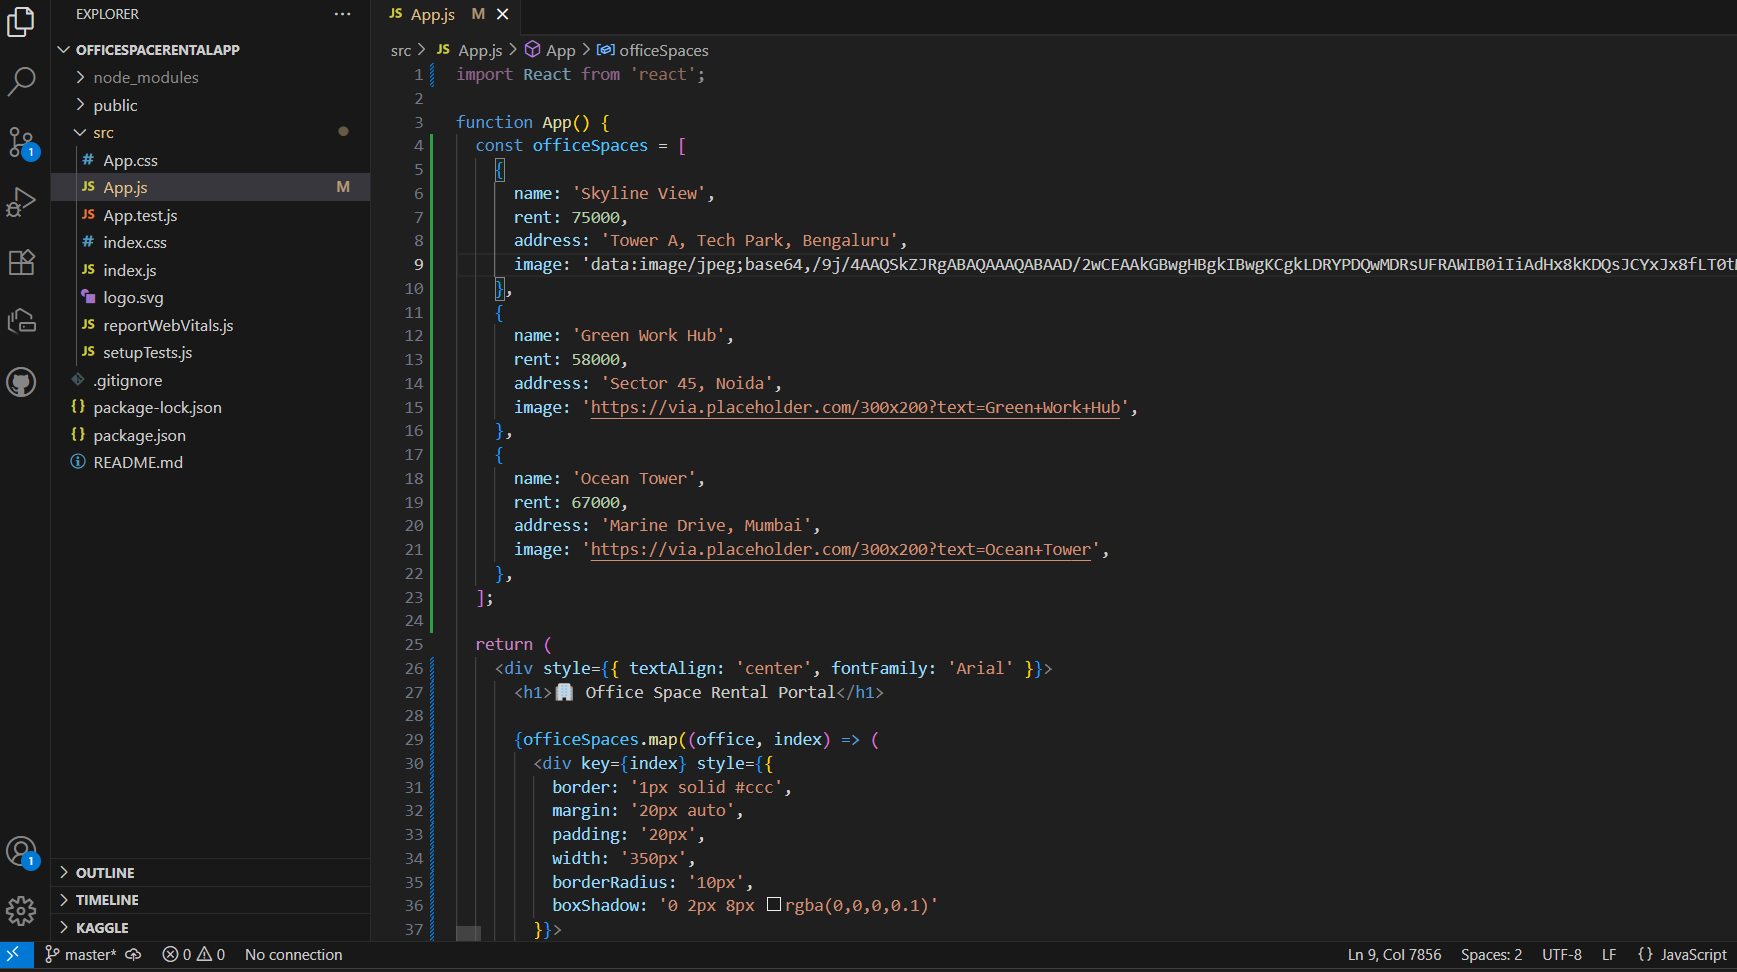 EXPLORER
OFFICESPACERENTALAPP
node_modules
public
src
# App.css
JS App.js M
JS App.test.js
# index.css
JS index.js
logo.svg
JS reportWebVitals.js
JS setupTests.js
.gitignore
{} package-lock.json
{} package.json
README.md
OUTLINE
TIMELINE
KAGGLE
1
1
JS App.js M
src > JS App.js > App > officeSpaces
1 import React from 'react';
2
3 function App() {
4 const officeSpaces = [
5 {
6 name: 'Skyline View',
7 rent: 75000,
8 address: 'Tower A, Tech Park, Bengaluru',
9 image: 'data:image/jpeg;base64,/9j/4AAQSkZJRgABAQAAAQABAAD/2wCEAAkGBwgHBgkIBwgKCgkLDRYPDQwMDRsUFRAWIB0iIiAdHx8kKDQsJCYxJx8fLT0t
10 },
11 {
12 name: 'Green Work Hub',
13 rent: 58000,
14 address: 'Sector 45, Noida',
15 image: 'https://via.placeholder.com/300x200?text=Green+Work+Hub',
16 },
17 {
18 name: 'Ocean Tower',
19 rent: 67000,
20 address: 'Marine Drive, Mumbai',
21 image: 'https://via.placeholder.com/300x200?text=Ocean+Tower',
22 },
23 ];
24
25 return (
26 <div style={{ textAlign: 'center', fontFamily: 'Arial' }}>
27 <h1>🏢 Office Space Rental Portal</h1>
28
29 {officeSpaces.map((office, index) => (
30 <div key={index} style={{
31 border: '1px solid #ccc',
32 margin: '20px auto',
33 padding: '20px',
34 width: '350px',
35 borderRadius: '10px',
36 boxShadow: '0 2px 8px rgba(0,0,0,0.1)'
37 }}>
master* 0 0 No connection Ln 9, Col 7856 Spaces: 2 UTF-8 LF {} JavaScript